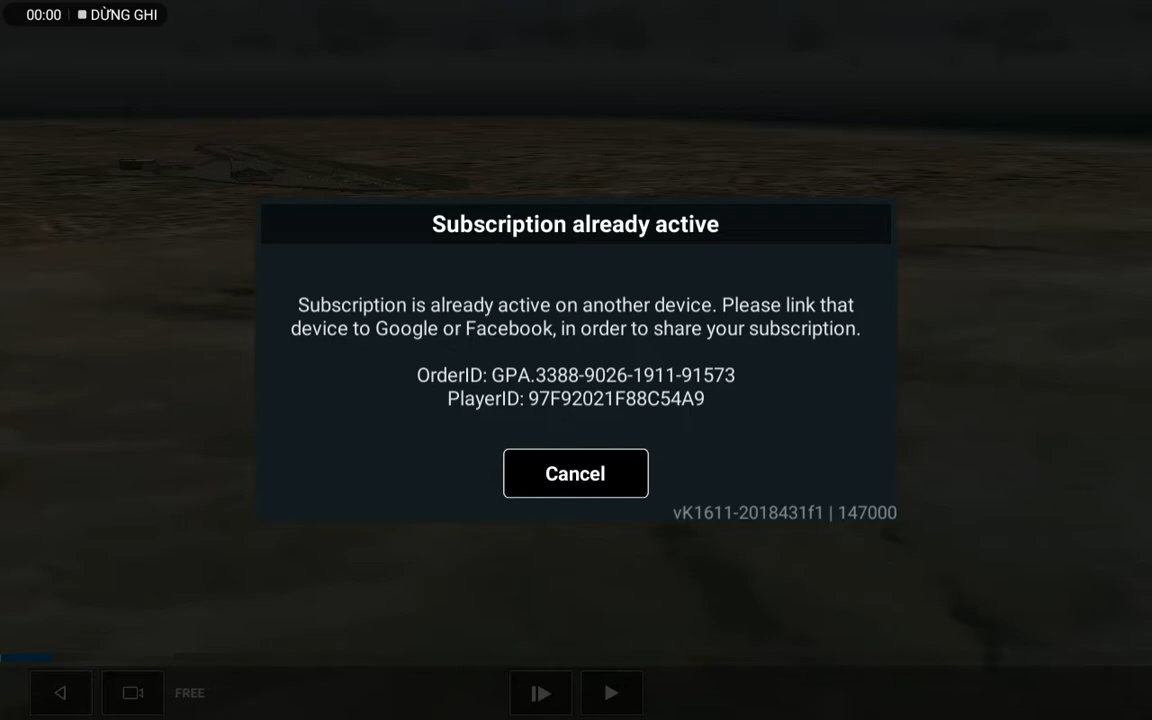 00:00 DỪNG GHI
Subscription already active
Subscription is already active on another device. Please link that
device to Google or Facebook, in order to share your subscription.
OrderID: GPA.3388-9026-1911-91573
PlayerID: 97F92021F88C54A9
Cancel
vK1611-2018431f1 | 147000
FREE